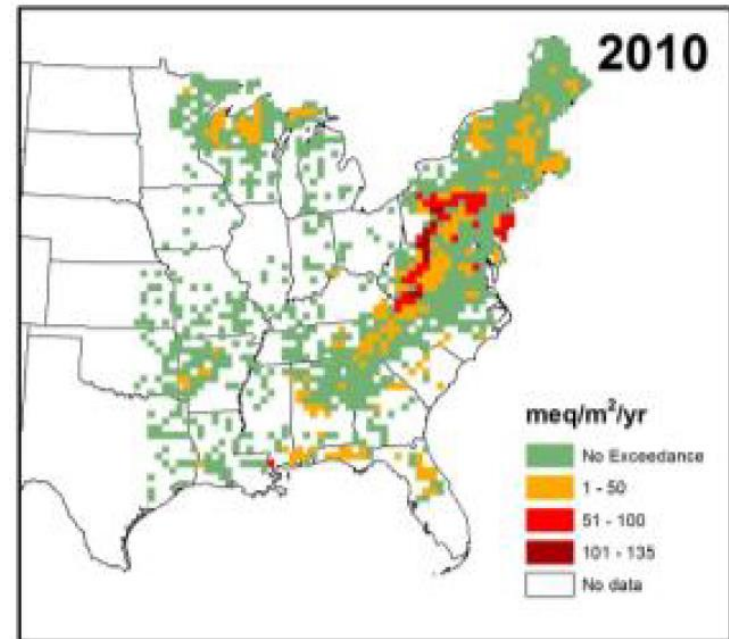 2010
meq/m²/yr
No Exceedance
1 - 50
51 - 100
101 - 135
No data